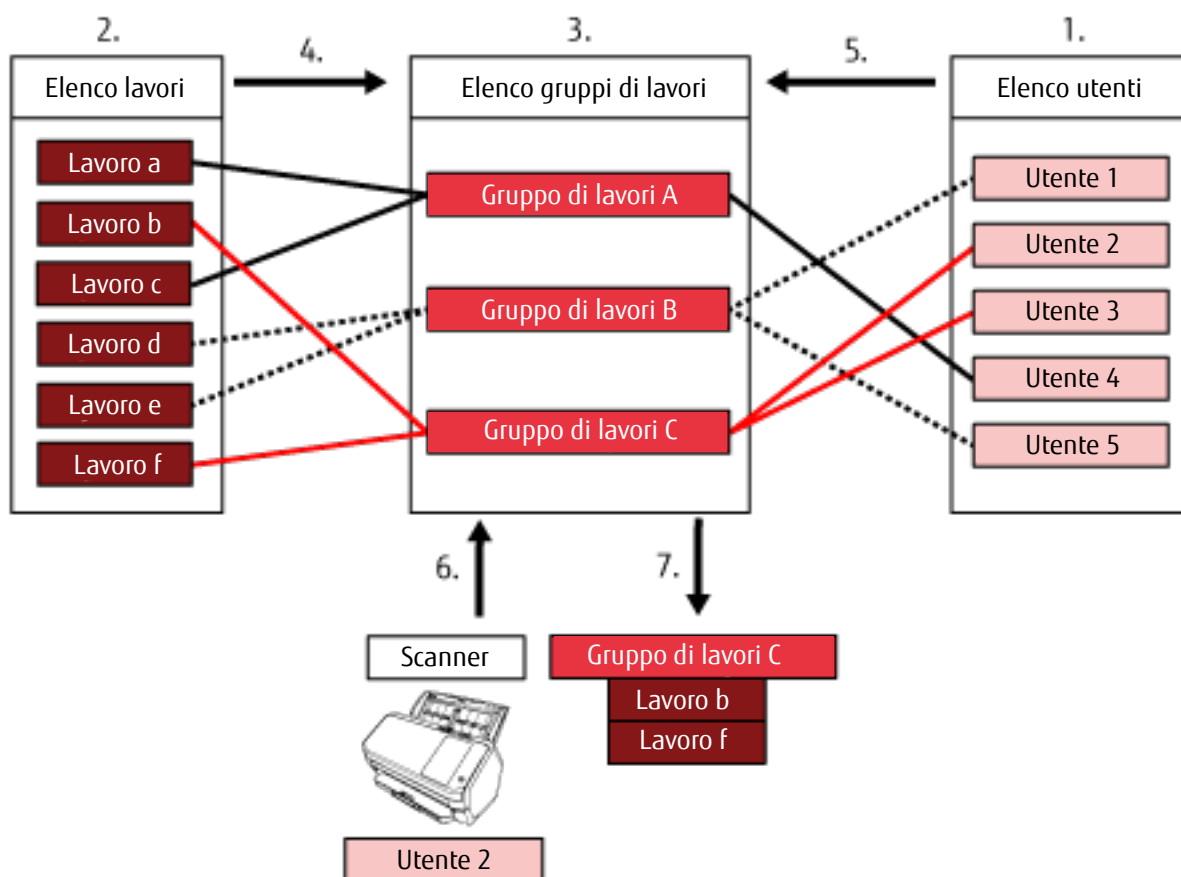 2.
4.
3.
5.
1.
Elenco lavori
Elenco gruppi di lavori
Elenco utenti
Lavoro a
Lavoro b
Lavoro c
Lavoro d
Lavoro e
Lavoro f
Gruppo di lavori A
Gruppo di lavori B
Gruppo di lavori C
Utente 1
Utente 2
Utente 3
Utente 4
Utente 5
6.
7.
Scanner
Utente 2
Gruppo di lavori C
Lavoro b
Lavoro f